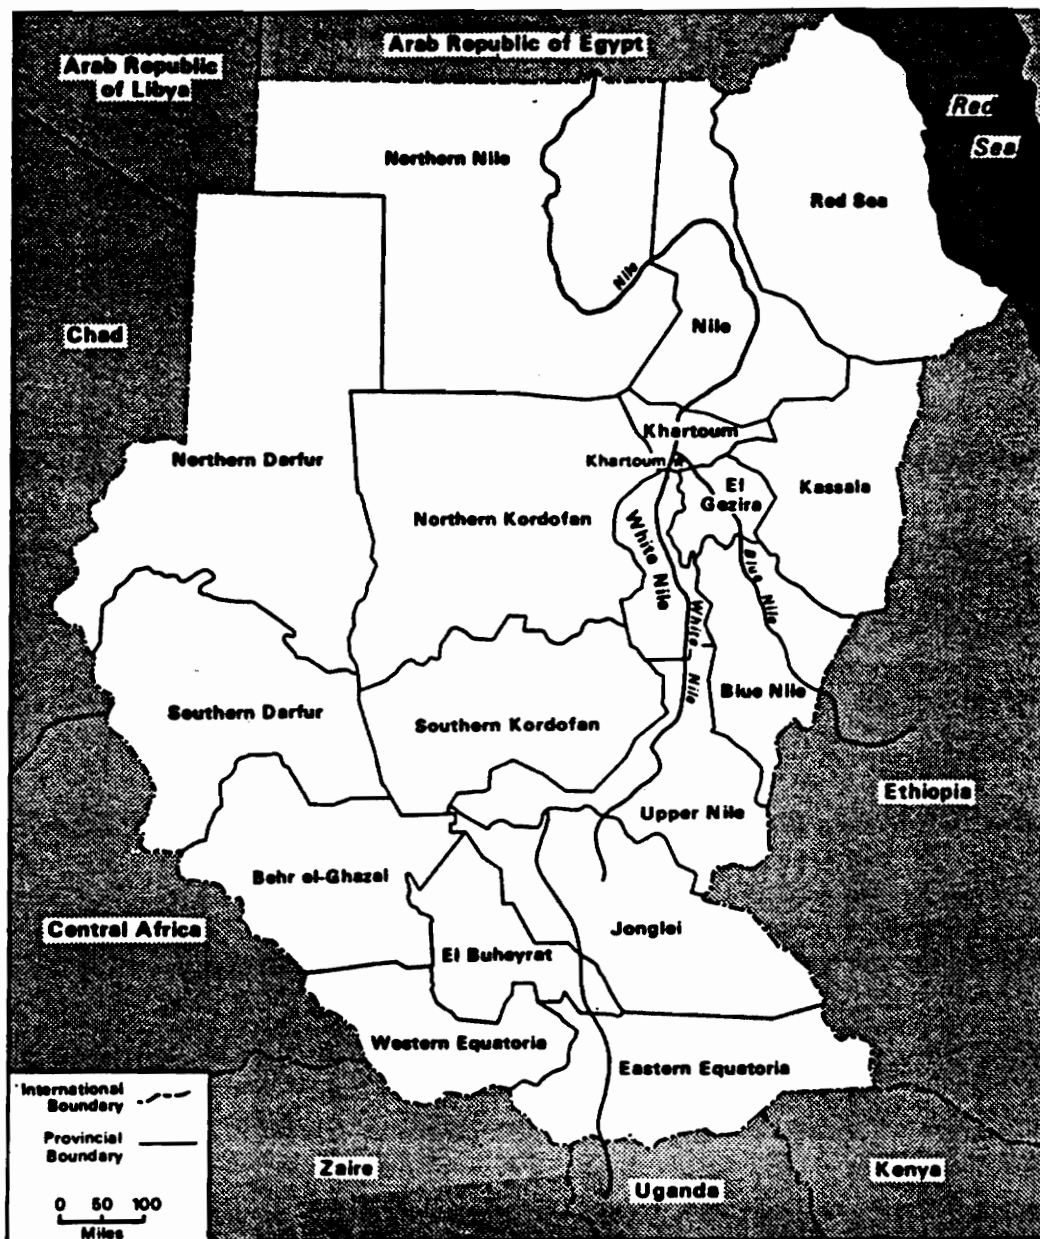 Arab Republic of Egypt
Arab Republic
of Libya
Red
Sea
Northern Nile
Red Sea
Nile
Nile
Chad
Khartoum
Khartoum
Northern Darfur
El
Gezira
Kassala
Northern Kordofan
White Nile
Blue Nile
White Nile
Blue Nile
Southern Darfur
Southern Kordofan
Ethiopia
Upper Nile
Behr el-Ghazal
Central Africa
Jonglei
El Buheyrat
Western Equatoria
Eastern Equatoria
International
Boundary
Provincial
Boundary
0 50 100
Miles
Zaire
Uganda
Kenya